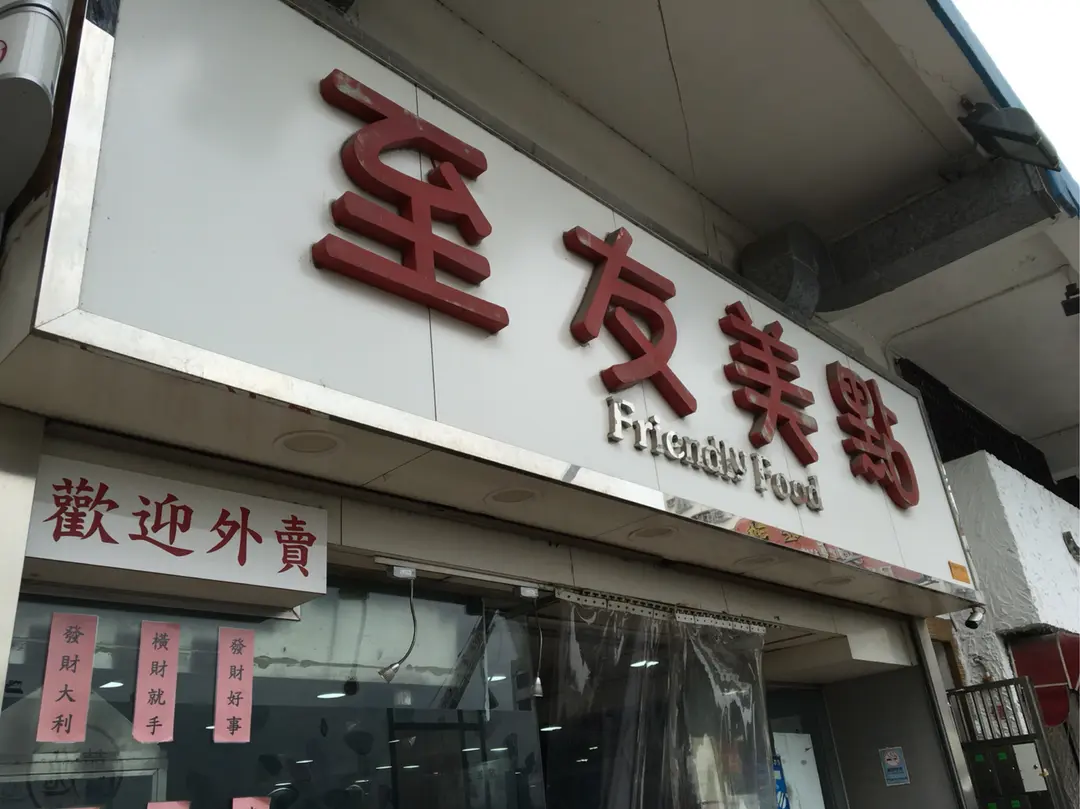 至友美點
Friendly Food
歡迎外賣
發財大利
橫財就手
發財好事